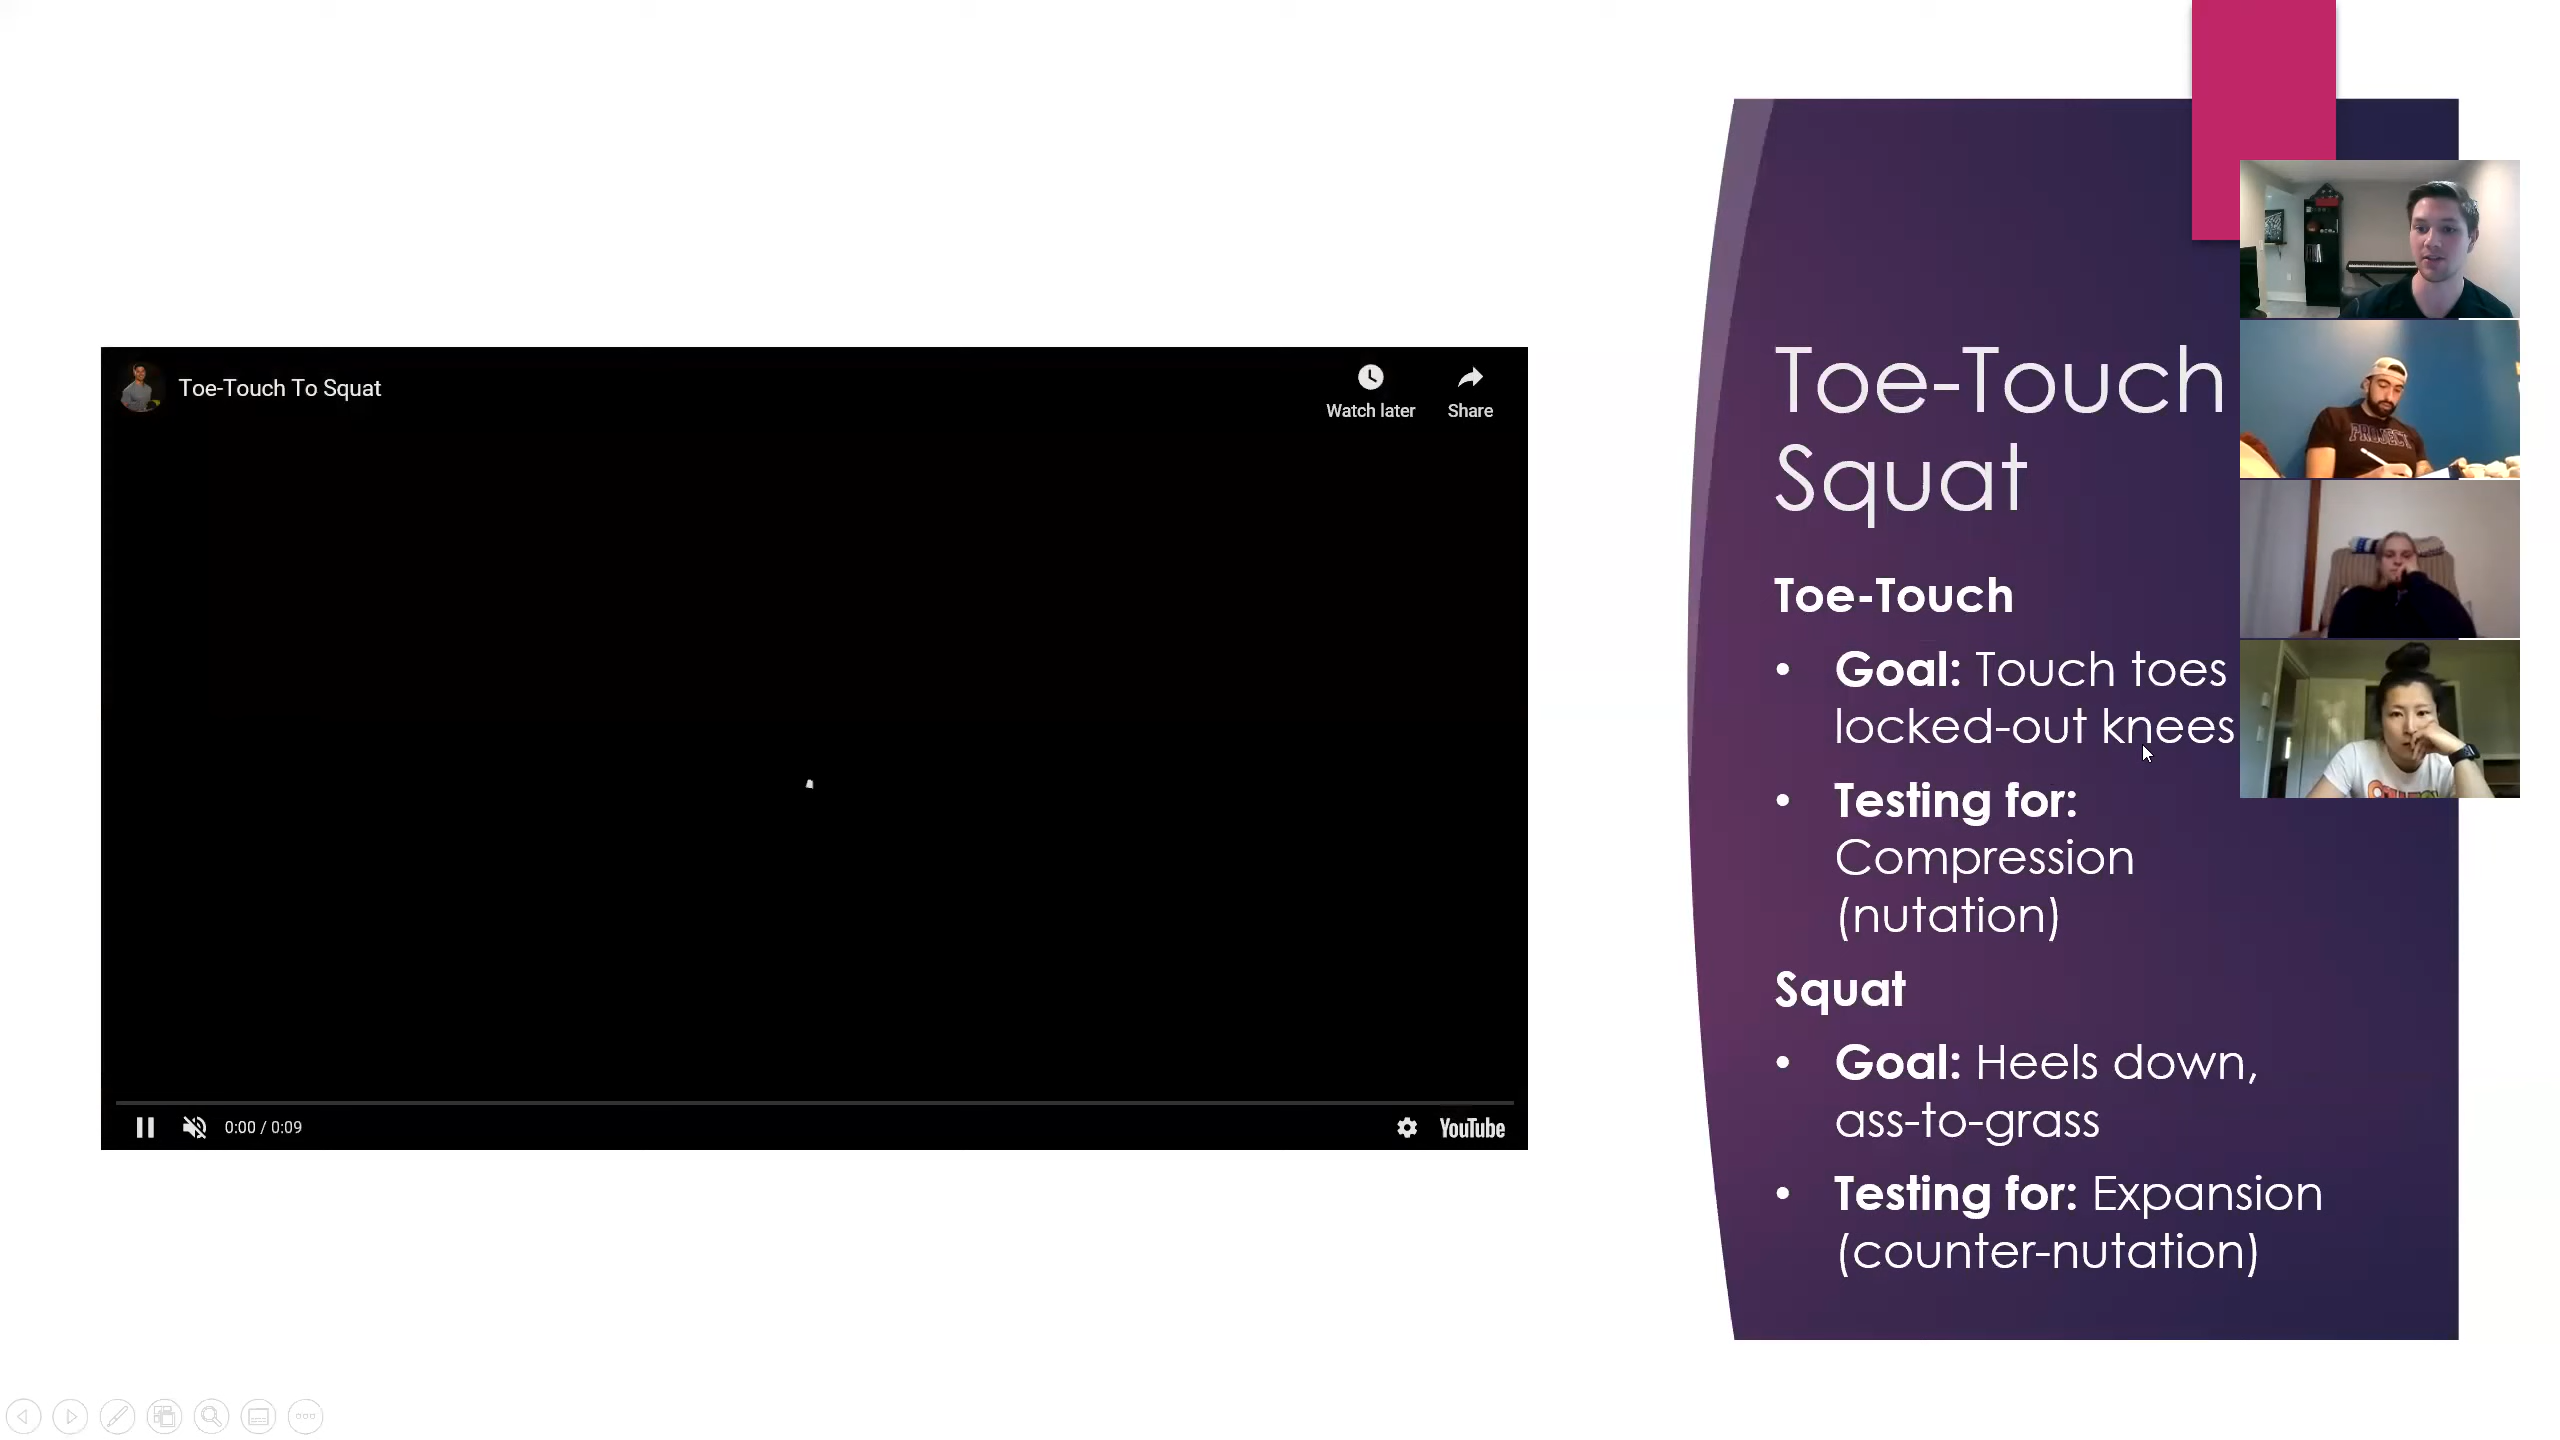 Toe-Touch To Squat
Watch later
Share
0:00 / 0:09
YouTube
Toe-Touch
Squat
Toe-Touch
• Goal: Touch toes
locked-out knees
• Testing for:
Compression
(nutation)
Squat
• Goal: Heels down,
ass-to-grass
• Testing for: Expansion
(counter-nutation)
PROJECT